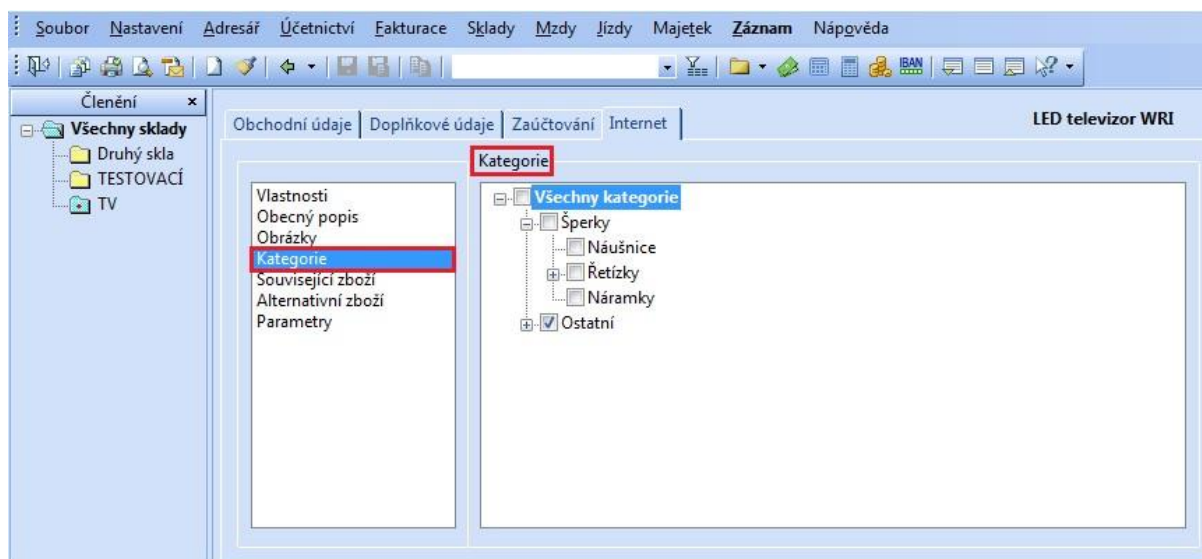 Soubor Nastavení Adresář Účetnictví Fakturace Sklady Mzdy Jízdy Majetek Záznam Nápověda
IBAN
Členění x
Všechny sklady
Druhý skla
TESTOVACÍ
TV
Obchodní údaje Doplňkové údaje Zaúčtování Internet
LED televizor WRI
Kategorie
Vlastnosti
Obecný popis
Obrázky
Kategorie
Související zboží
Alternativní zboží
Parametry
Všechny kategorie
Šperky
Náušnice
Řetízky
Náramky
Ostatní